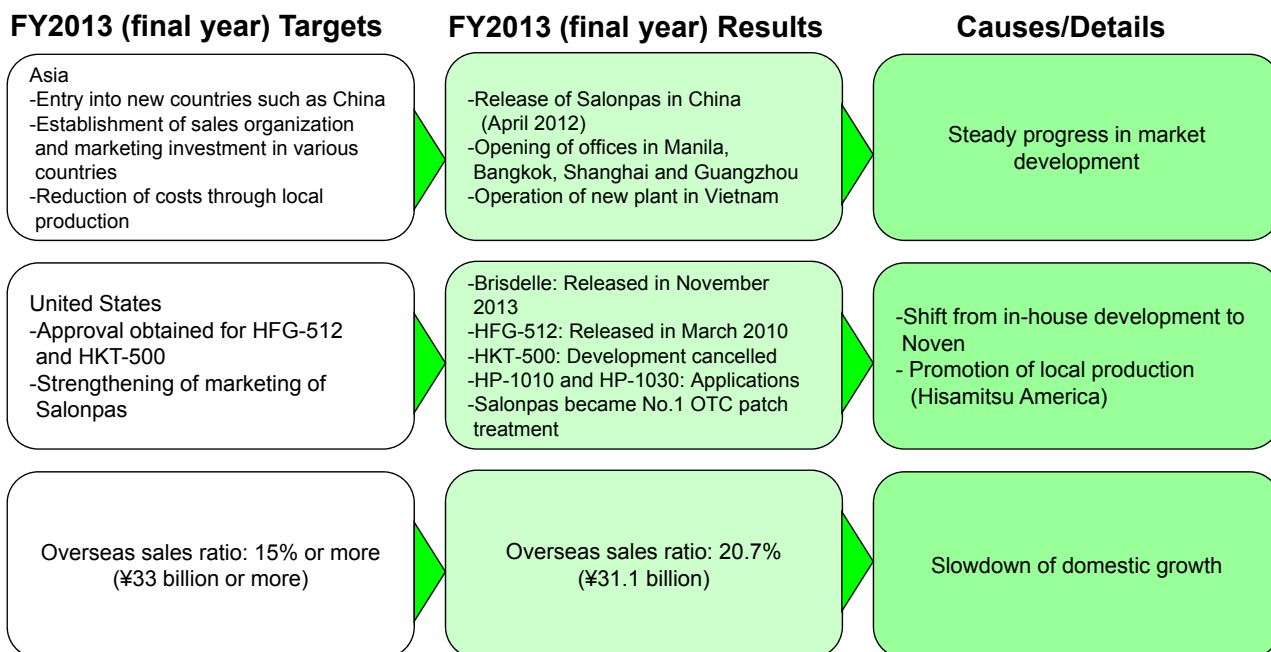 FY2013 (final year) Targets
FY2013 (final year) Results
Causes/Details
Asia
-Entry into new countries such as China
-Establishment of sales organization
and marketing investment in various
countries
-Reduction of costs through local
production
-Release of Salonpas in China
(April 2012)
-Opening of offices in Manila,
Bangkok, Shanghai and Guangzhou
-Operation of new plant in Vietnam
Steady progress in market
development
United States
-Approval obtained for HFG-512
and HKT-500
-Strengthening of marketing of
Salonpas
-Brisdelle: Released in November
2013
-HFG-512: Released in March 2010
-HKT-500: Development cancelled
-HP-1010 and HP-1030: Applications
-Salonpas became No.1 OTC patch
treatment
-Shift from in-house development to
Noven
- Promotion of local production
(Hisamitsu America)
Overseas sales ratio: 15% or more
(¥33 billion or more)
Overseas sales ratio: 20.7%
(¥31.1 billion)
Slowdown of domestic growth